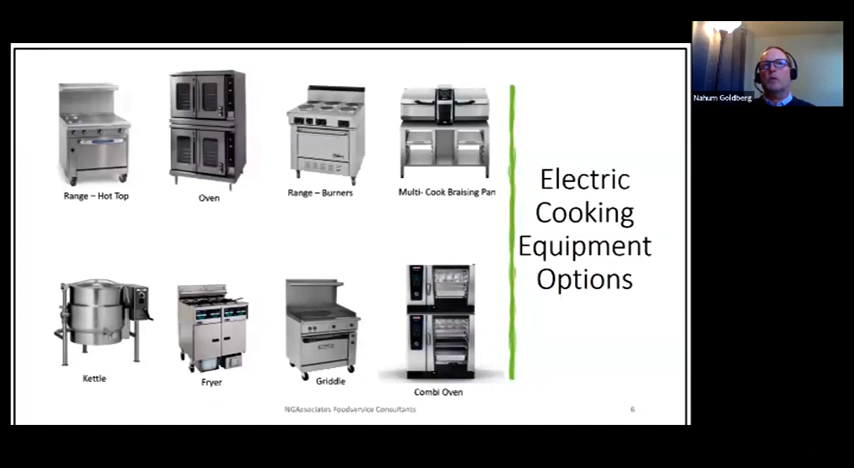 Nahum Goldberg
Range – Hot Top
Oven
Range – Burners
Multi- Cook Braising Pan
Electric
Cooking
Equipment
Options
Kettle
Fryer
Griddle
Combi Oven
NGAssociates Foodservice Consultants
6